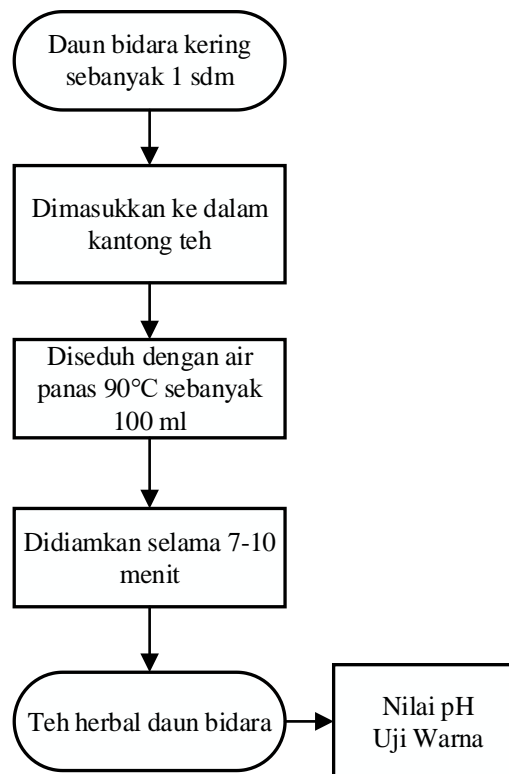 Daun bidara kering
sebanyak 1 sdm
Dimasukkan ke dalam
kantong teh
Diseduh dengan air
panas 90°C sebanyak
100 ml
Didiamkan selama 7-10
menit
Teh herbal daun bidara
Nilai pH
Uji Warna